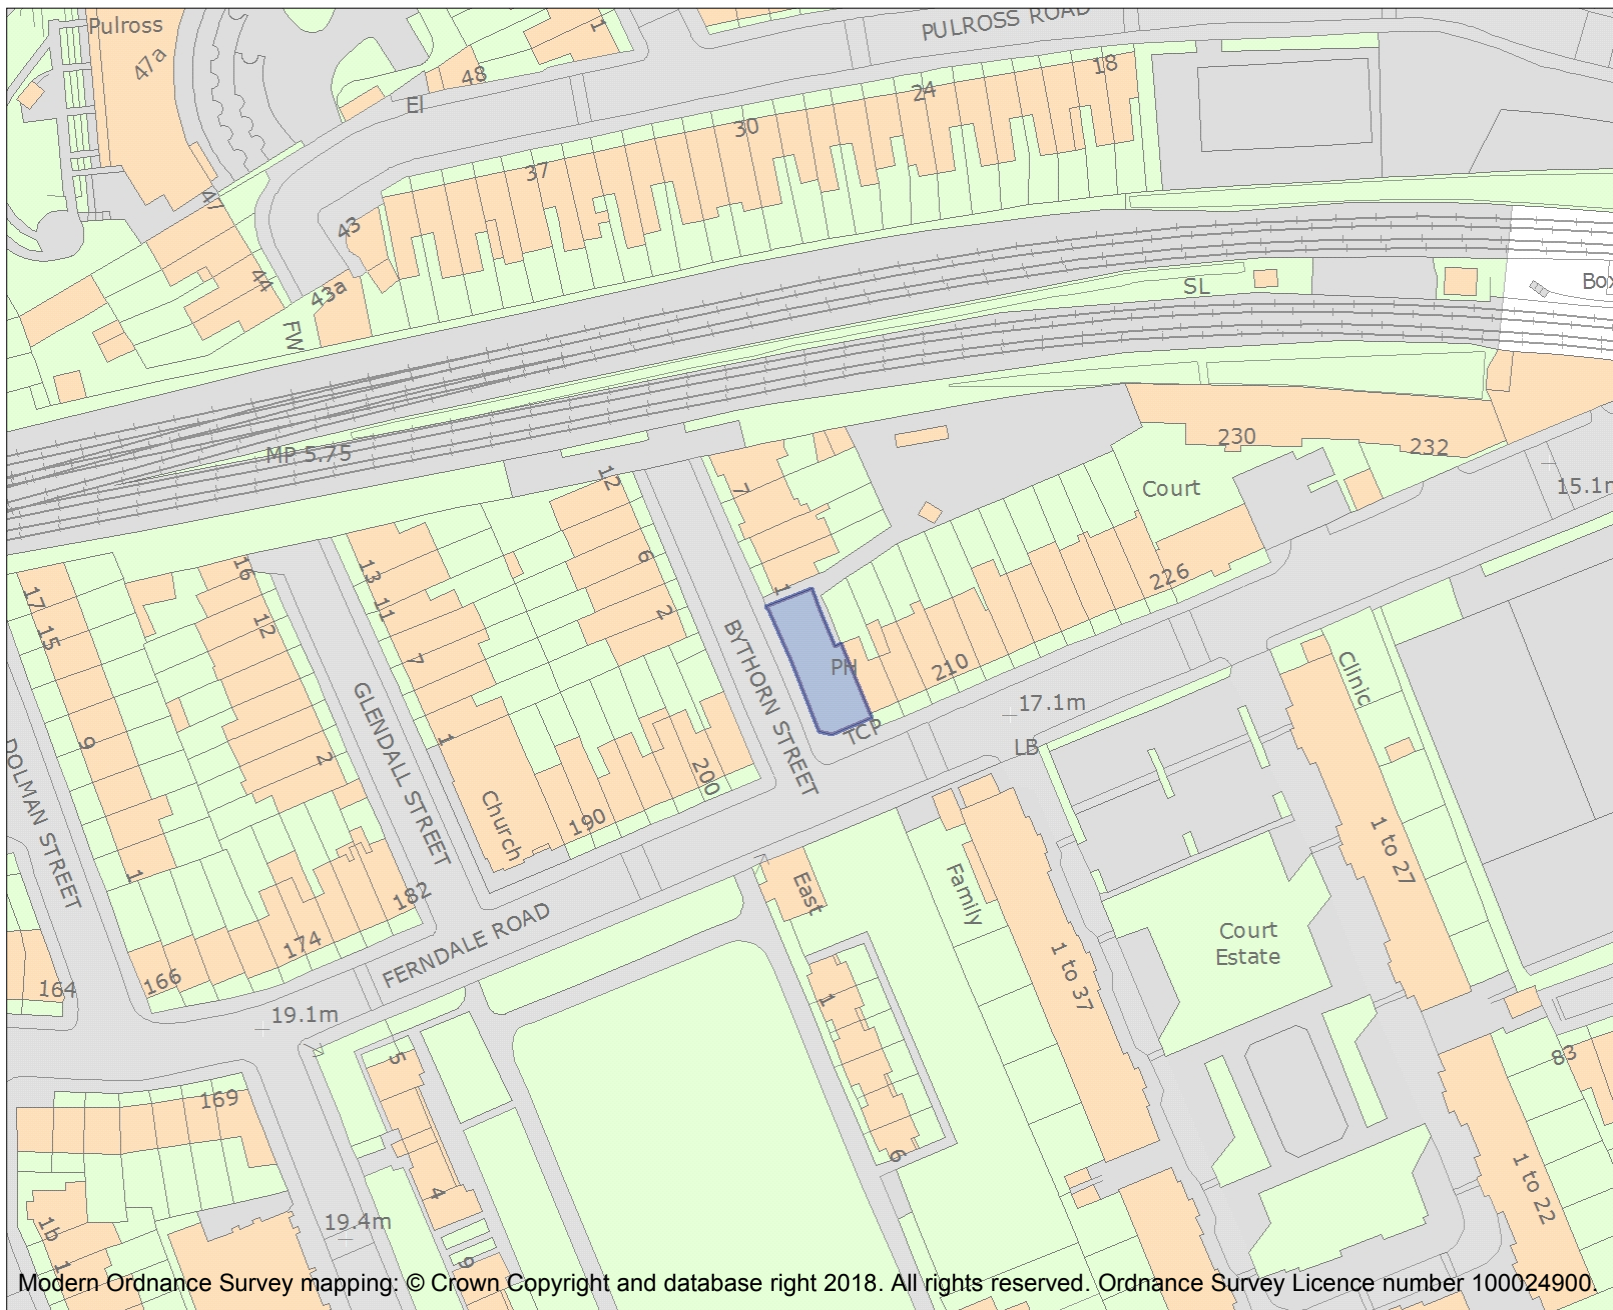 Pulross
47a
1
48
El
PULROSS ROAD
18
24
30
37
43
47
44
43a
FW
SL
Box
MP 5.75
230
232
Court
15.1m
12
7
6
2
1
226
BYTHORN STREET
PH
210
TCP
17.1m
LB
Clinic
17
15
16
12
13
11
7
9
2
1
GLENDALL STREET
DOLMAN STREET
Church
190
200
1
182
174
166
164
FERNDALE ROAD
East
Family
1 to 27
1 to 37
Court
Estate
19.1m
1
6
5
4
9
83
1 to 22
169
19.4m
1b
1
Modern Ordnance Survey mapping: © Crown Copyright and database right 2018. All rights reserved. Ordnance Survey Licence number 100024900.